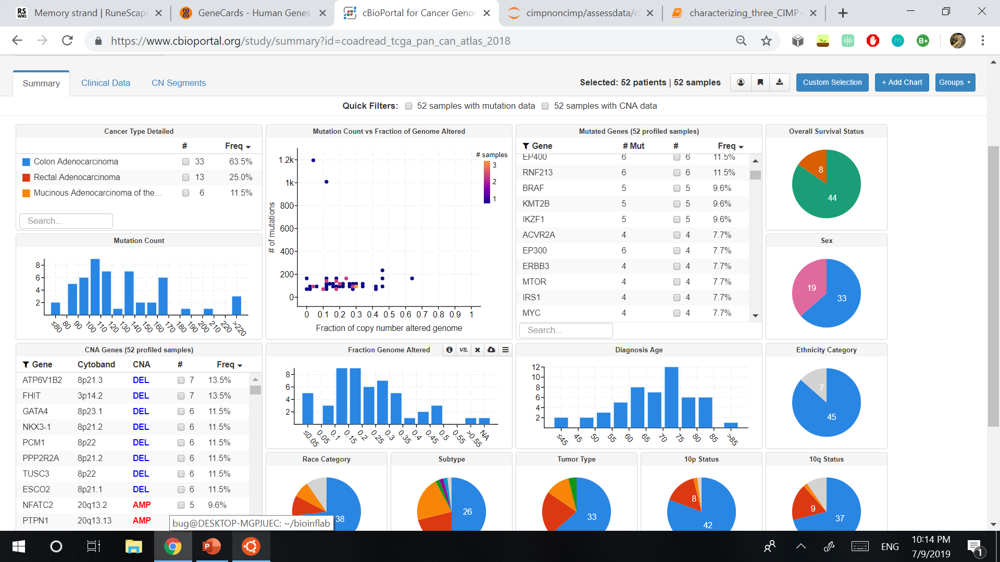 RS WIKI Memory strand | RuneScape
GeneCards - Human Genes
cBioPortal for Cancer Genom
cimpnoncimp/assessdata/c
characterizing_three_CIMP
https://www.cbioportal.org/study/summary?id=coadread_tcga_pan_can_atlas_2018
m B+
Summary Clinical Data CN Segments
Selected: 52 patients | 52 samples
Custom Selection + Add Chart Groups
Quick Filters: 52 samples with mutation data 52 samples with CNA data
Cancer Type Detailed
# Freq
Colon Adenocarcinoma 33 63.5%
Rectal Adenocarcinoma 13 25.0%
Mucinous Adenocarcinoma of the... 6 11.5%
Search...
Mutation Count vs Fraction of Genome Altered
# samples
3
2
1
# of mutations
1.2k
1k
800
600
400
200
0
0 0.1 0.2 0.3 0.4 0.5 0.6 0.7 0.8 0.9 1
Fraction of copy number altered genome
Mutated Genes (52 profiled samples)
Gene # Mut # Freq
EP400 6 6 11.5%
RNF213 6 6 11.5%
BRAF 5 5 9.6%
KMT2B 5 5 9.6%
IKZF1 5 5 9.6%
ACVR2A 4 4 7.7%
EP300 6 4 7.7%
ERBB3 4 4 7.7%
MTOR 4 4 7.7%
IRS1 4 4 7.7%
MYC 4 4 7.7%
Search...
Overall Survival Status
8
44
Mutation Count
8
6
4
2
≤80 80 90 100 110 120 130 140 150 160 170 180 190 200 210 220 >220
Sex
19
33
CNA Genes (52 profiled samples)
Gene Cytoband CNA # Freq
ATP6V1B2 8p21.3 DEL 7 13.5%
FHIT 3p14.2 DEL 7 13.5%
GATA4 8p23.1 DEL 6 11.5%
NKX3-1 8p21.2 DEL 6 11.5%
PCM1 8p22 DEL 6 11.5%
PPP2R2A 8p21.2 DEL 6 11.5%
TUSC3 8p22 DEL 6 11.5%
ESCO2 8p21.1 DEL 6 11.5%
NFATC2 20q13.2 AMP 5 9.6%
PTPN1 20q13.13 AMP
Fraction Genome Altered
vs.
8
6
4
2
≤0.05 0.05 0.1 0.15 0.2 0.25 0.3 0.35 0.4 0.45 0.5 0.55 >0.55 NA
Diagnosis Age
12
10
8
6
4
2
≤45 45 50 55 60 65 70 75 80 85 >85
Ethnicity Category
7
45
Race Category
38
Subtype
26
Tumor Type
33
10p Status
8
42
10q Status
9
37
bug@DESKTOP-MGPJUEC: ~/bioinflab
P
ENG
10:14 PM
7/9/2019
1